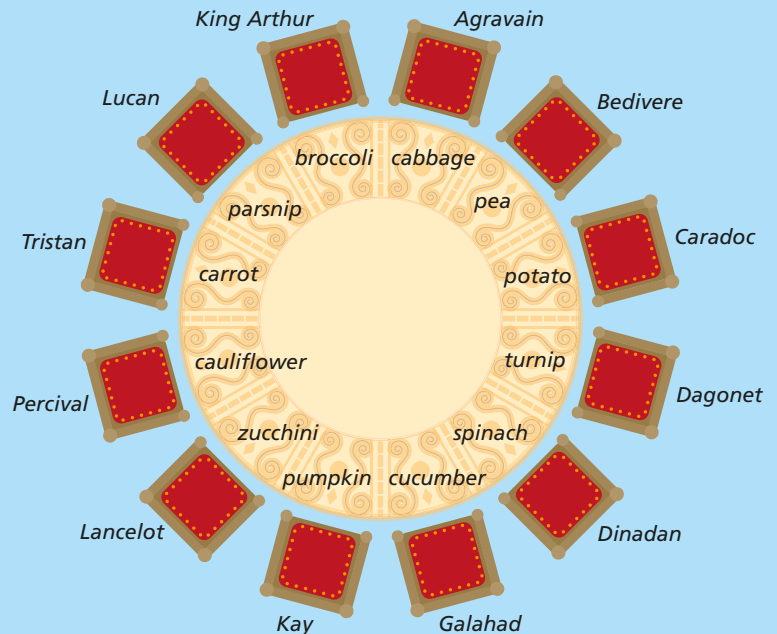 King Arthur
Agravain
Lucan
Bedivere
broccoli
cabbage
parsnip
pea
Tristan
Caradoc
carrot
potato
cauliflower
turnip
Percival
Dagonet
zucchini
spinach
pumpkin
cucumber
Lancelot
Dinadan
Kay
Galahad